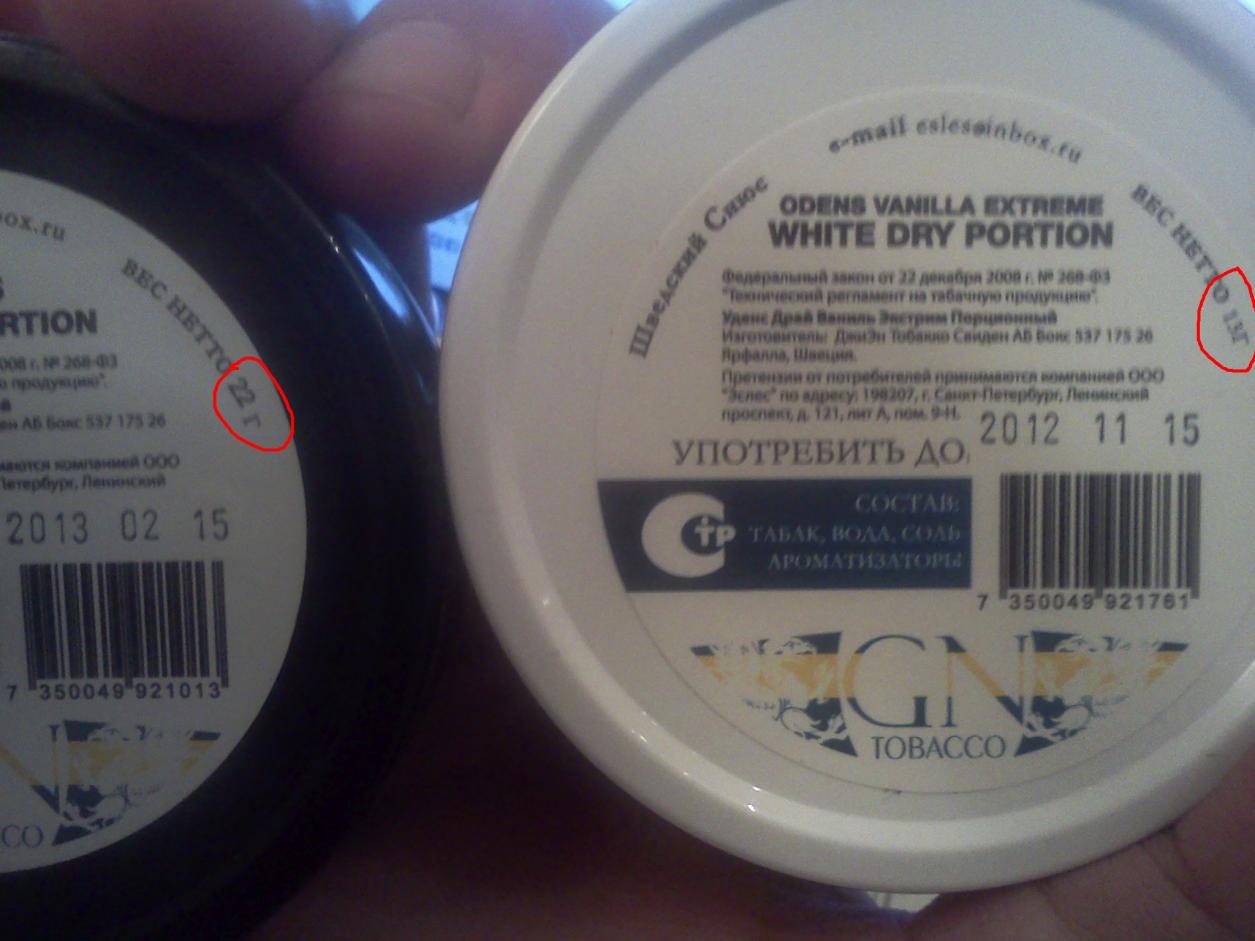 box.ru
ВЕС НЕТТО 22 Г
S
RTION
008 г. № 268-ФЗ
о продукцию".
ен АБ Бокс 537 175 26
маются компанией ООО
Петербург, Ленинский
2013 02 15
7 350049 921013
N
CCO
e-mail esles@inbox.ru
Шведский Снюс
ВЕС НЕТТО 13Г
ODENS VANILLA EXTREME
WHITE DRY PORTION
Федеральный закон от 22 декабря 2008 г. № 268-ФЗ
"Технический регламент на табачную продукцию".
Уденс Драй Ваниль Экстрим Порционный
Изготовитель: ДжиЭн Тобакко Свиден АБ Бокс 537 175 26
Ярфалла, Швеция.
Претензии от потребителей принимаются компанией ООО
"Эслес" по адресу: 198207, г. Санкт-Петербург, Ленинский
проспект, д. 121, лит А, пом. 9-Н.
УПОТРЕБИТЬ ДО: 2012 11 15
СТР
СОСТАВ:
ТАБАК, ВОДА, СОЛЬ
АРОМАТИЗАТОРЫ
7 350049 921761
GN
TOBACCO